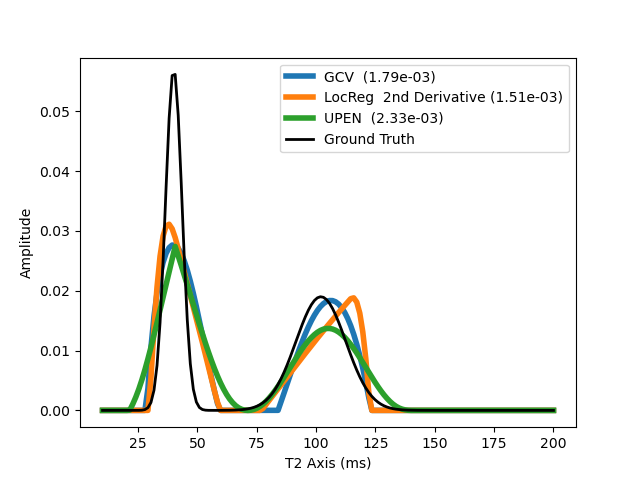 GCV (1.79e-03)
LocReg 2nd Derivative (1.51e-03)
UPEN (2.33e-03)
Ground Truth
0.05
0.04
0.03
0.02
0.01
0.00
Amplitude
25 50 75 100 125 150 175 200
T2 Axis (ms)